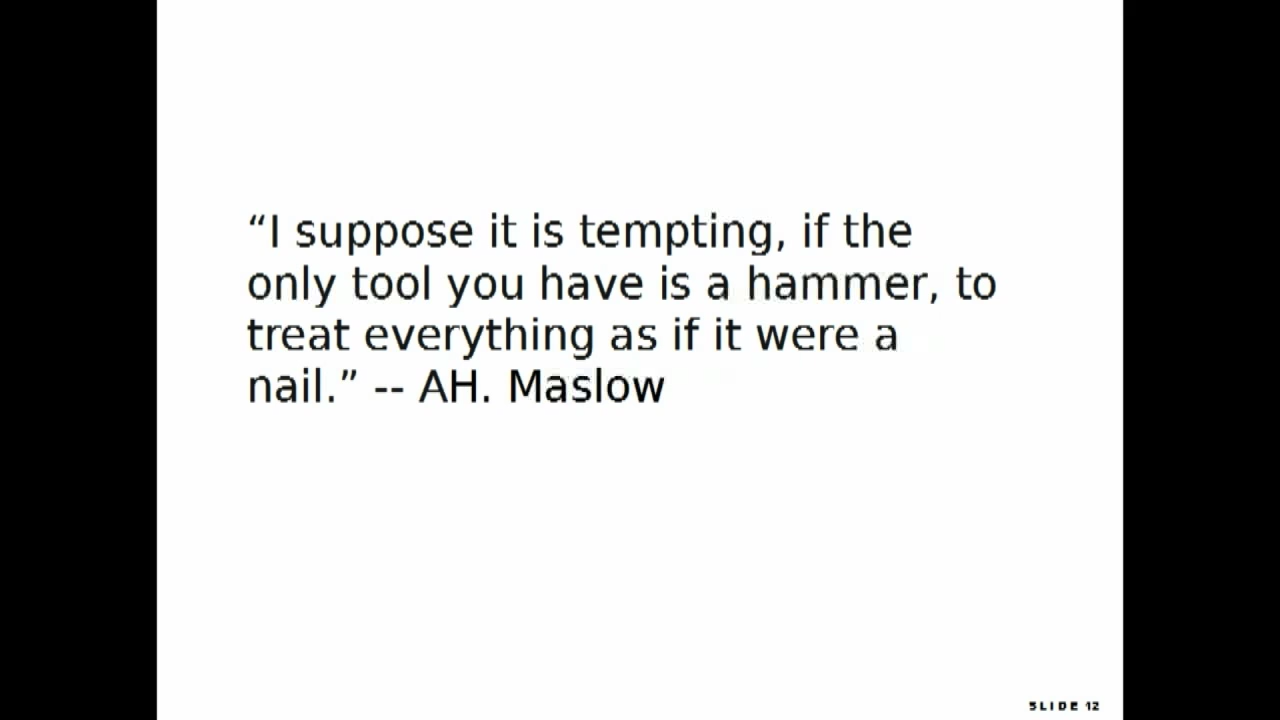 “I suppose it is tempting, if the
only tool you have is a hammer, to
treat everything as if it were a
nail.” -- AH. Maslow
SLIDE 12